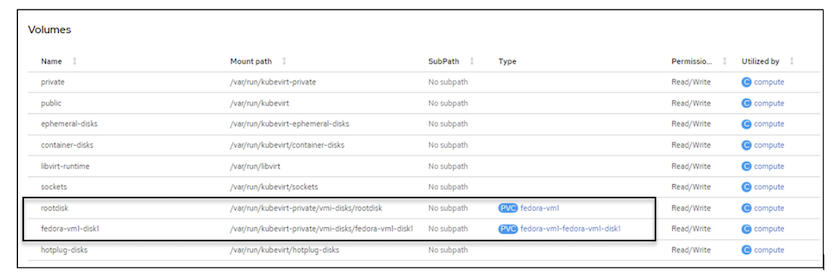 Volumes
Name Mount path SubPath Type Permissio... Utilized by
private /var/run/kubevirt-private No subpath Read/Write C compute
public /var/run/kubevirt No subpath Read/Write C compute
ephemeral-disks /var/run/kubevirt-ephemeral-disks No subpath Read/Write C compute
container-disks /var/run/kubevirt/container-disks No subpath Read/Write C compute
libvirt-runtime /var/run/libvirt No subpath Read/Write C compute
sockets /var/run/kubevirt/sockets No subpath Read/Write C compute
rootdisk /var/run/kubevirt-private/vmi-disks/rootdisk No subpath PVC fedora-vm1 Read/Write C compute
fedora-vm1-disk1 /var/run/kubevirt-private/vmi-disks/fedora-vm1-disk1 No subpath PVC fedora-vm1-fedora-vm1-disk1 Read/Write C compute
hotplug-disks /var/run/kubevirt/hotplug-disks No subpath Read/Write C compute